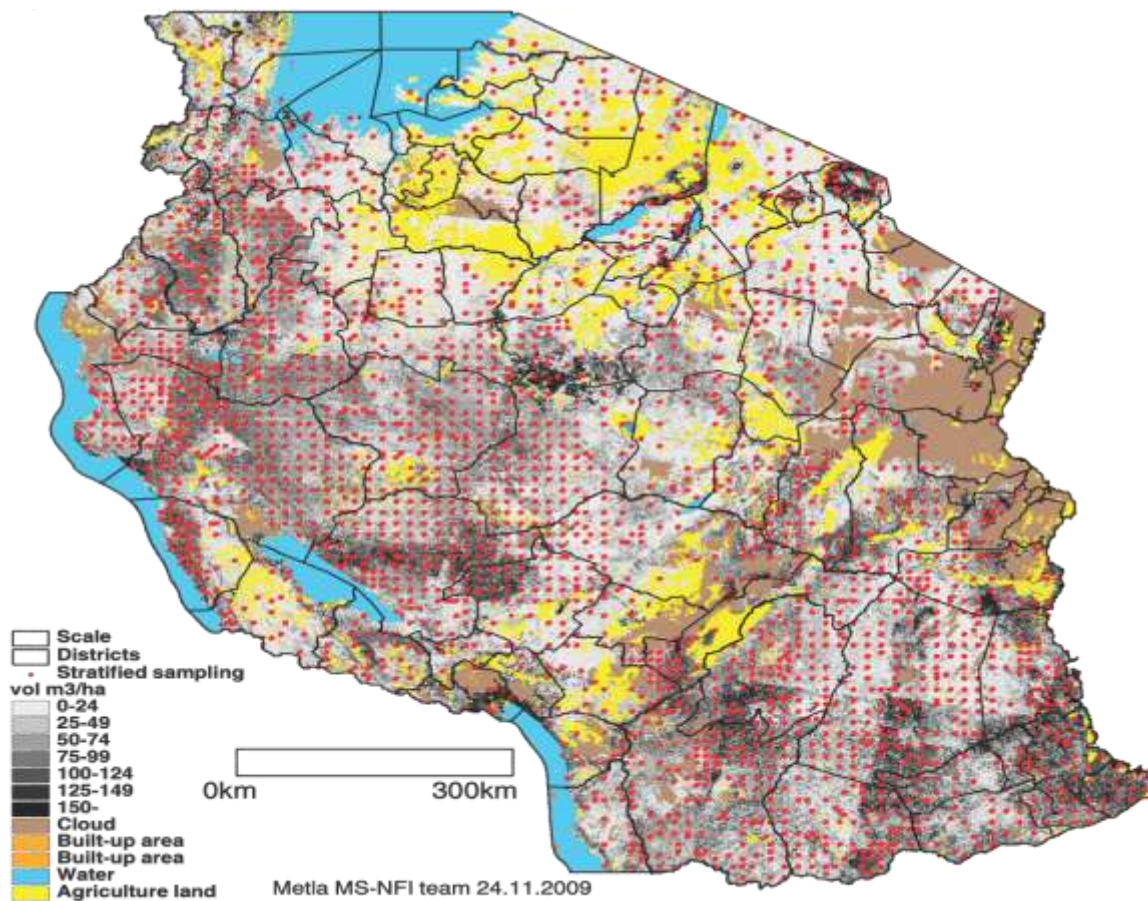 Scale
Districts
Stratified sampling
vol m3/ha
0-24
25-49
50-74
75-99
100-124
125-149
150-
Cloud
Built-up area
Built-up area
Water
Agriculture land
0km 300km
Metla MS-NFI team 24.11.2009